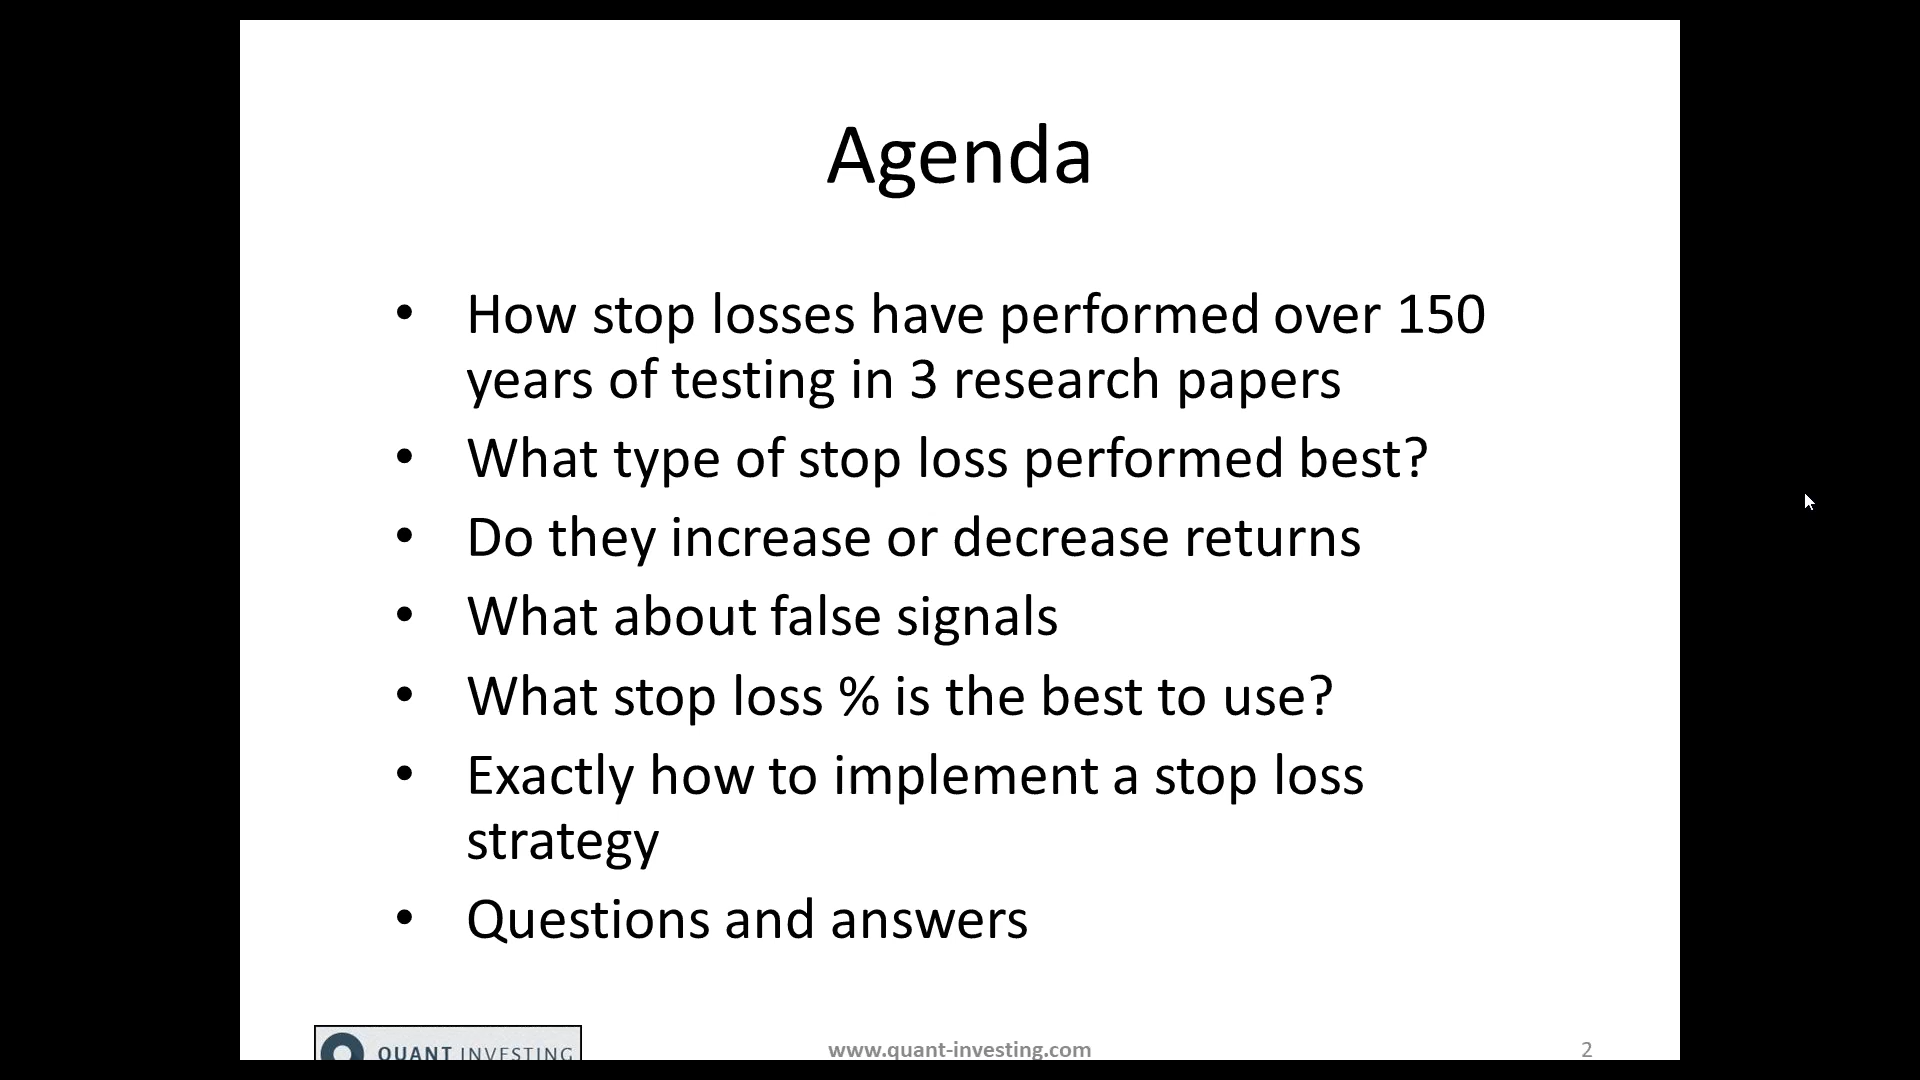 Agenda
• How stop losses have performed over 150
years of testing in 3 research papers
• What type of stop loss performed best?
• Do they increase or decrease returns
• What about false signals
• What stop loss % is the best to use?
• Exactly how to implement a stop loss
strategy
• Questions and answers
QUANT INVESTING
www.quant-investing.com
2